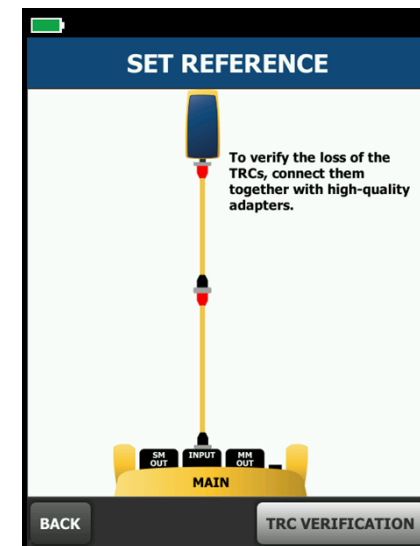 SET REFERENCE
To verify the loss of the
TRCs, connect them
together with high-quality
adapters.
SM
OUT
INPUT
MM
OUT
MAIN
BACK
TRC VERIFICATION